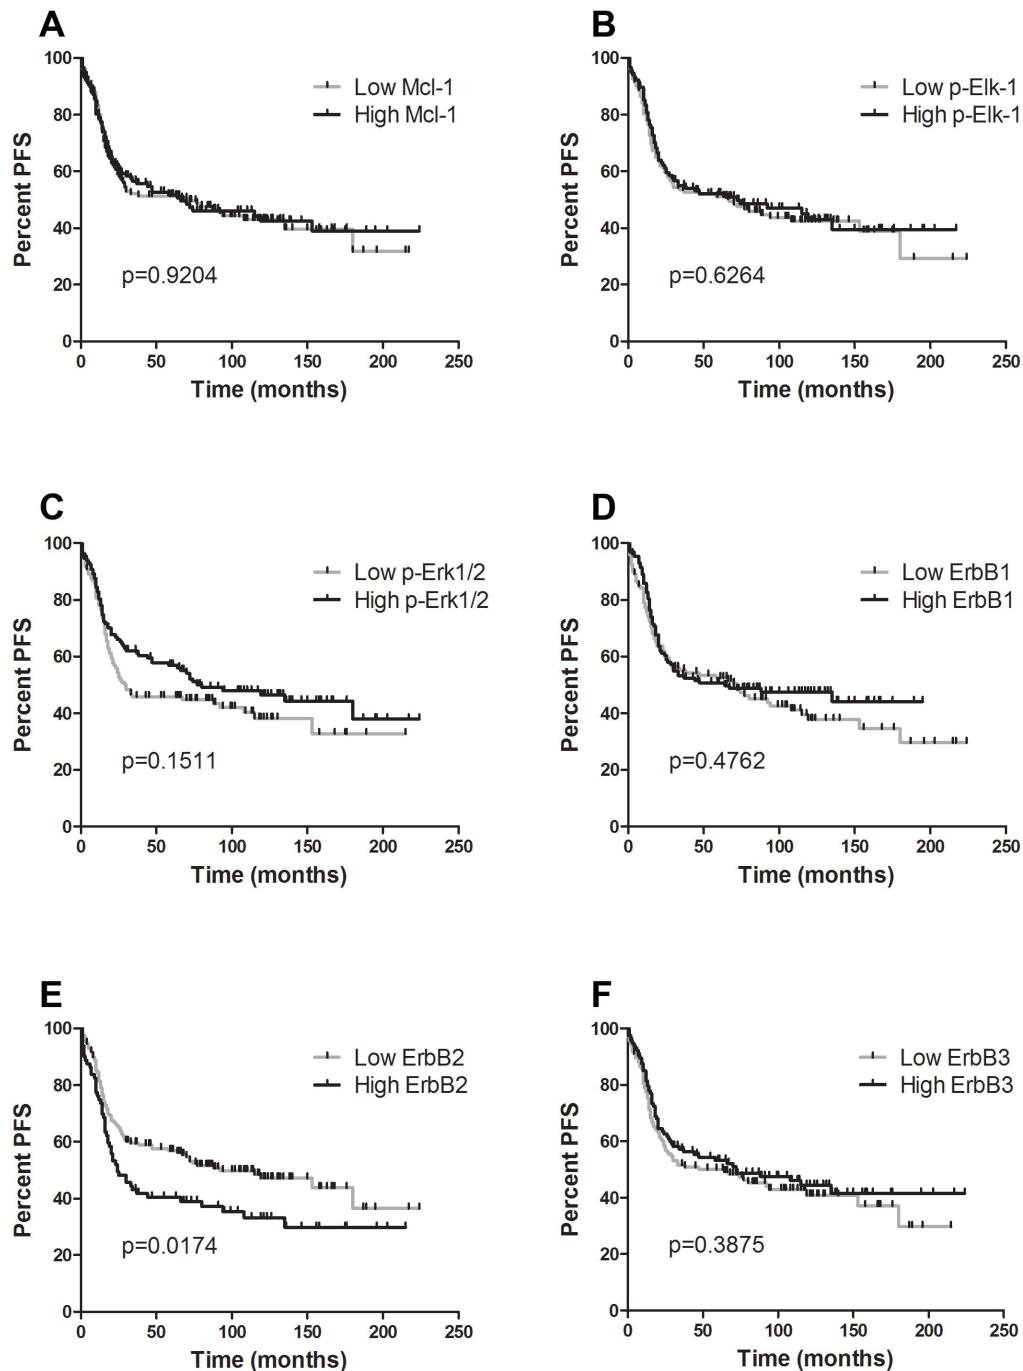 A
Percent PFS
100
80
60
40
20
0
Low Mcl-1
High Mcl-1
p=0.9204
0 50 100 150 200 250
Time (months)
B
Percent PFS
100
80
60
40
20
0
Low p-Elk-1
High p-Elk-1
p=0.6264
0 50 100 150 200 250
Time (months)
C
Percent PFS
100
80
60
40
20
0
Low p-Erk1/2
High p-Erk1/2
p=0.1511
0 50 100 150 200 250
Time (months)
D
Percent PFS
100
80
60
40
20
0
Low ErbB1
High ErbB1
p=0.4762
0 50 100 150 200 250
Time (months)
E
Percent PFS
100
80
60
40
20
0
Low ErbB2
High ErbB2
p=0.0174
0 50 100 150 200 250
Time (months)
F
Percent PFS
100
80
60
40
20
0
Low ErbB3
High ErbB3
p=0.3875
0 50 100 150 200 250
Time (months)